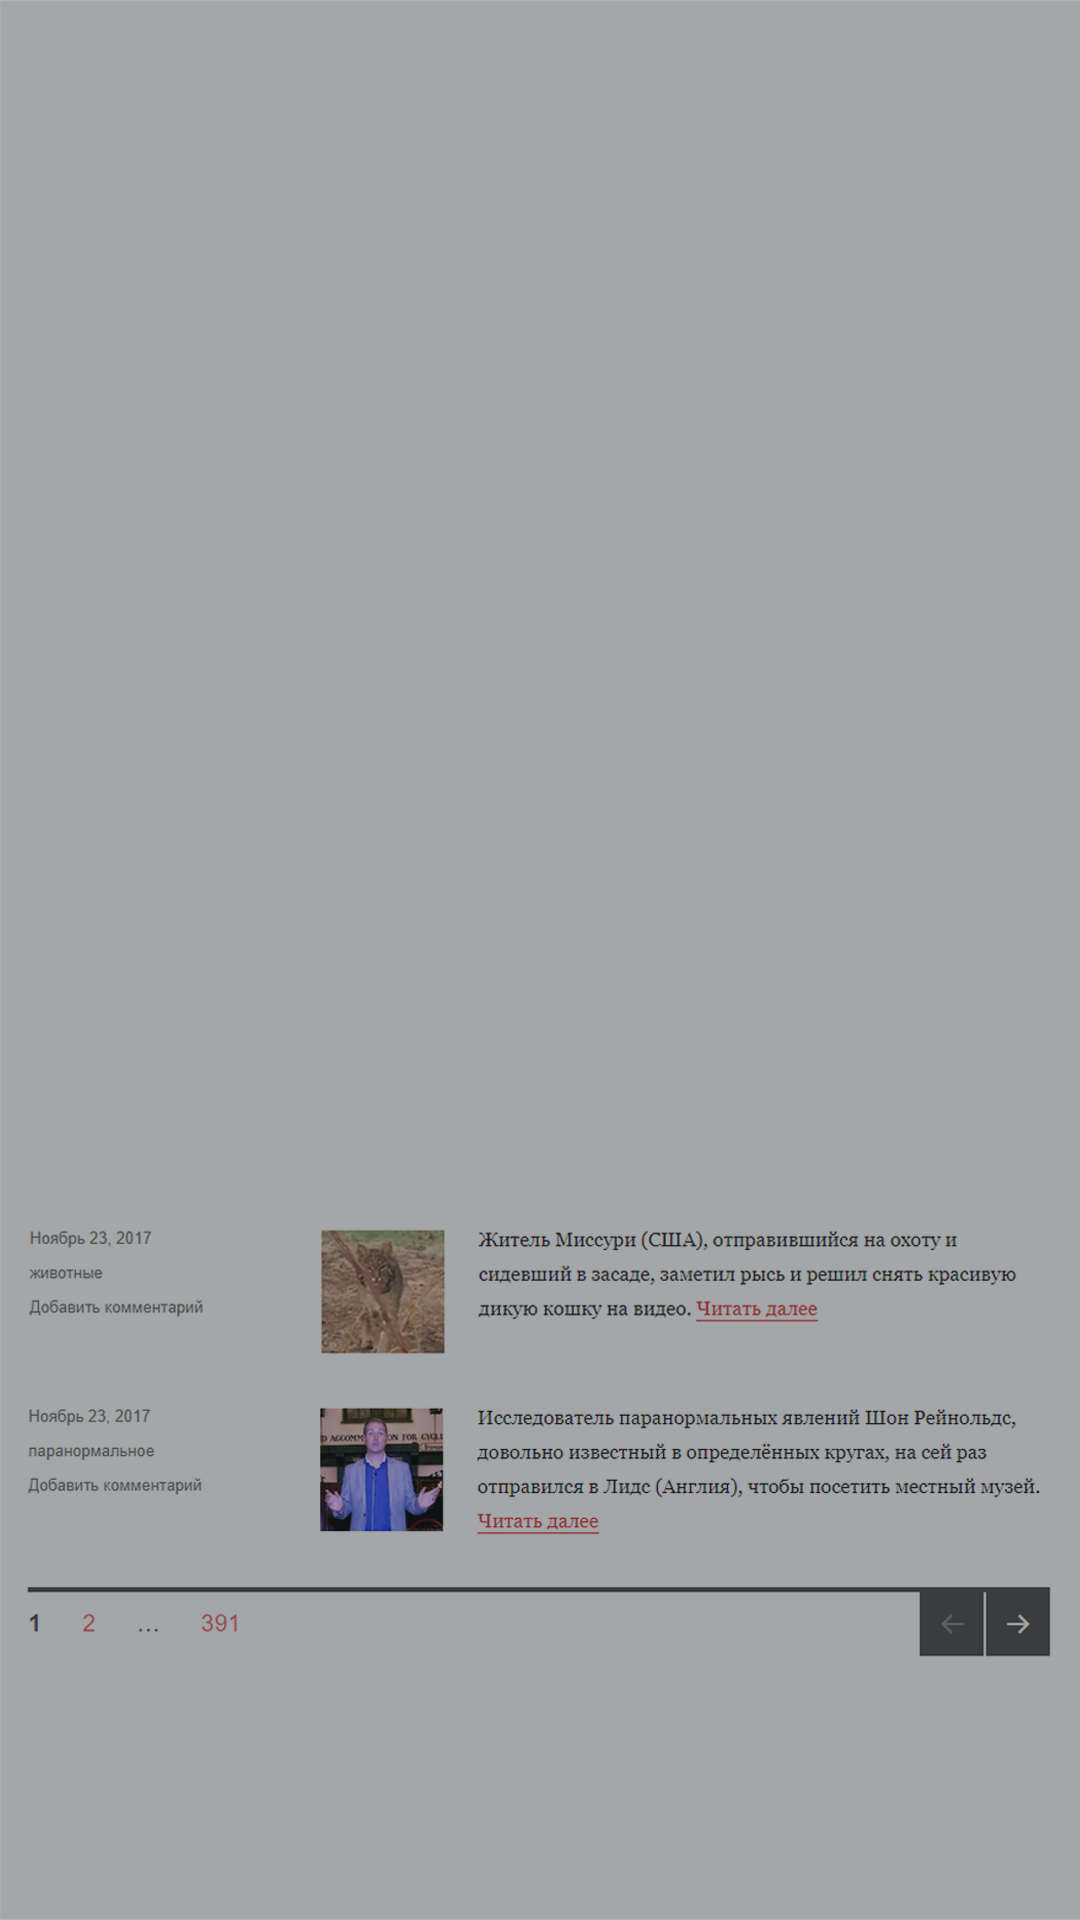 Ноябрь 23, 2017
животные
Добавить комментарий
Житель Миссури (США), отправившийся на охоту и
сидевший в засаде, заметил рысь и решил снять красивую
дикую кошку на видео. Читать далее
Ноябрь 23, 2017
паранормальное
Добавить комментарий
D ACCOMM ON FOR CYCL
Исследователь паранормальных явлений Шон Рейнольдс,
довольно известный в определённых кругах, на сей раз
отправился в Лидс (Англия), чтобы посетить местный музей.
Читать далее
1 2 … 391